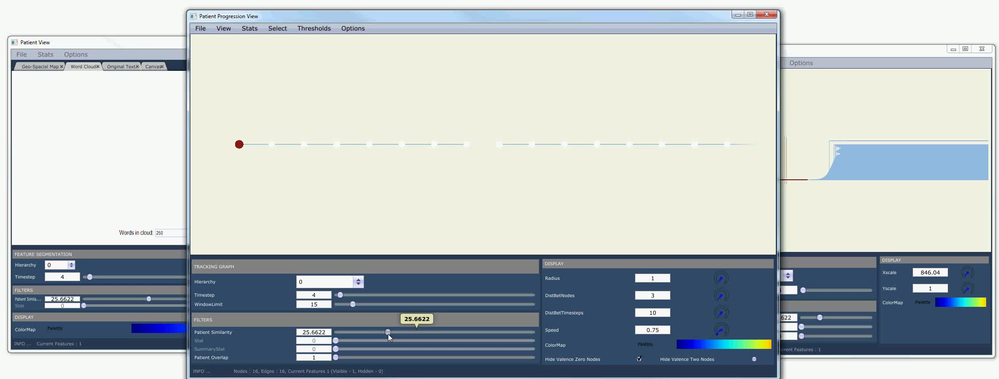 Patient Progression View
File View Stats Select Thresholds Options
Patient View
File Stats Options
Geo-Spacial Map Word Cloud Original Text Canvas
Words in cloud: 250
FEATURE SEGMENTATION
Hierarchy 0
Timestep 4
FILTERS
Patient Simila... 25.6622
Stat 0
DISPLAY
ColorMap Palette
INFO ... Current Features : 1
TRACKING GRAPH
Hierarchy 0
Timestep 4
WindowLimit 15
FILTERS
25.6622
Patient Similarity 25.6622
Stat 0
SummaryStat 0
Patient Overlap 1
INFO ... Nodes : 16, Edges : 16, Current Features 1 (Visible - 1, Hidden - 0)
DISPLAY
Radius 1
DistBetNodes 3
DistBetTimesteps 10
Speed 0.75
ColorMap Palette
Hide Valence Zero Nodes Hide Valence Two Nodes
Options
DISPLAY
Xscale 846.04
Yscale 1
ColorMap Palette
622
rrent Features : 1